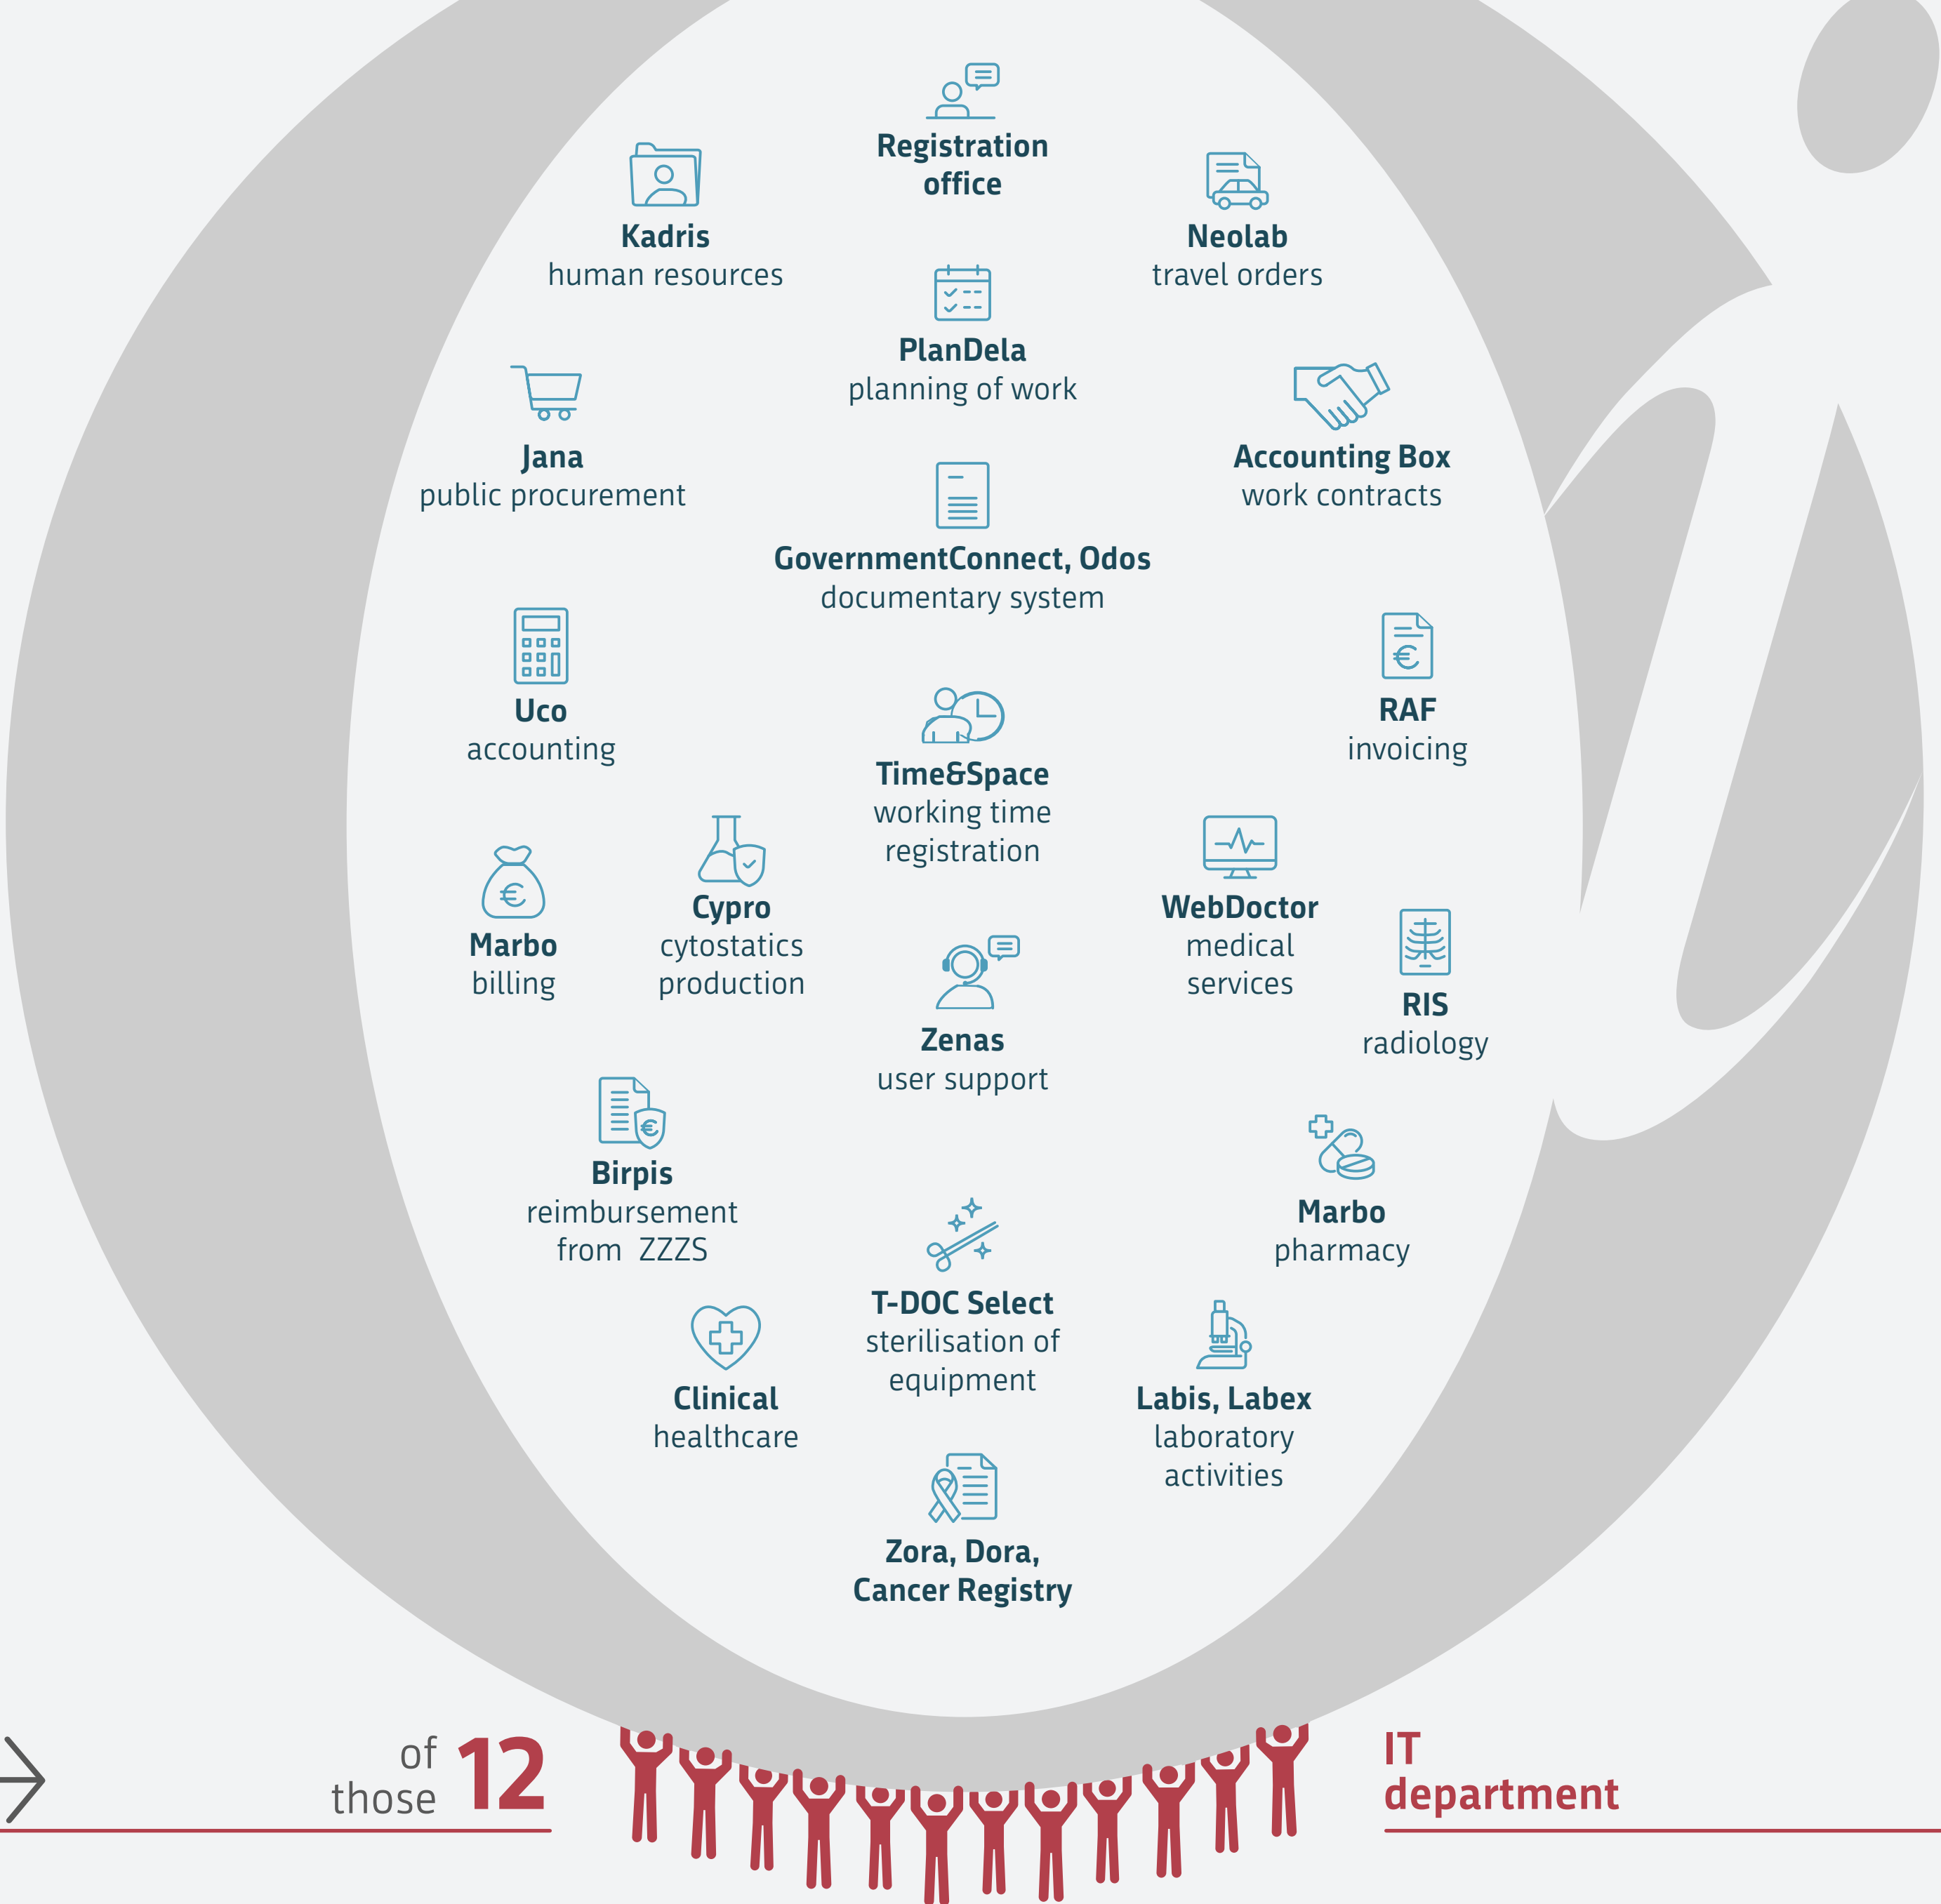 Registration
office
Kadris
human resources
Neolab
travel orders
PlanDela
planning of work
Jana
public procurement
Accounting Box
work contracts
GovernmentConnect, Odos
documentary system
Uco
accounting
RAF
invoicing
Time&Space
working time
registration
Marbo
billing
Cypro
cytostatics
production
WebDoctor
medical
services
RIS
radiology
Zenas
user support
Birpis
reimbursement
from ZZZS
Marbo
pharmacy
T-DOC Select
sterilisation of
equipment
Clinical
healthcare
Labis, Labex
laboratory
activities
Zora, Dora,
Cancer Registry
of
those
12
IT
department